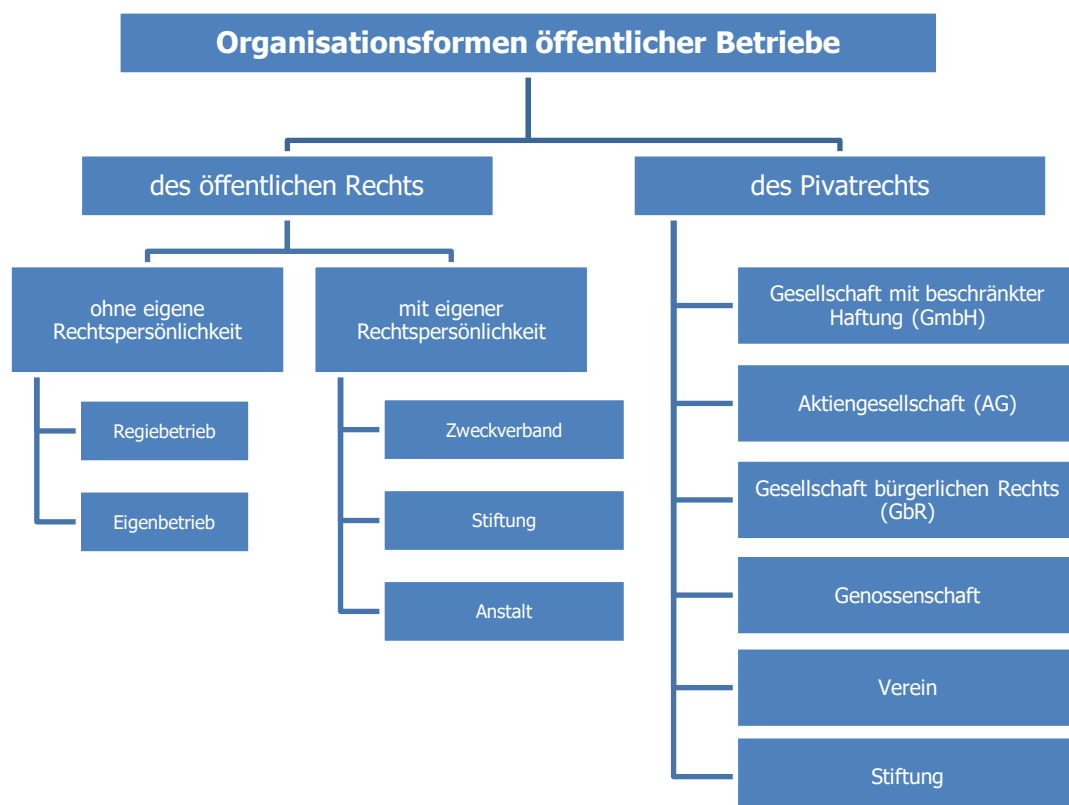 Organisationsformen öffentlicher Betriebe
des öffentlichen Rechts
ohne eigene
Rechtspersönlichkeit
Regiebetrieb
Eigenbetrieb
mit eigener
Rechtspersönlichkeit
Zweckverband
Stiftung
Anstalt
des Pivatrechts
Gesellschaft mit beschränkter
Haftung (GmbH)
Aktiengesellschaft (AG)
Gesellschaft bürgerlichen Rechts
(GbR)
Genossenschaft
Verein
Stiftung